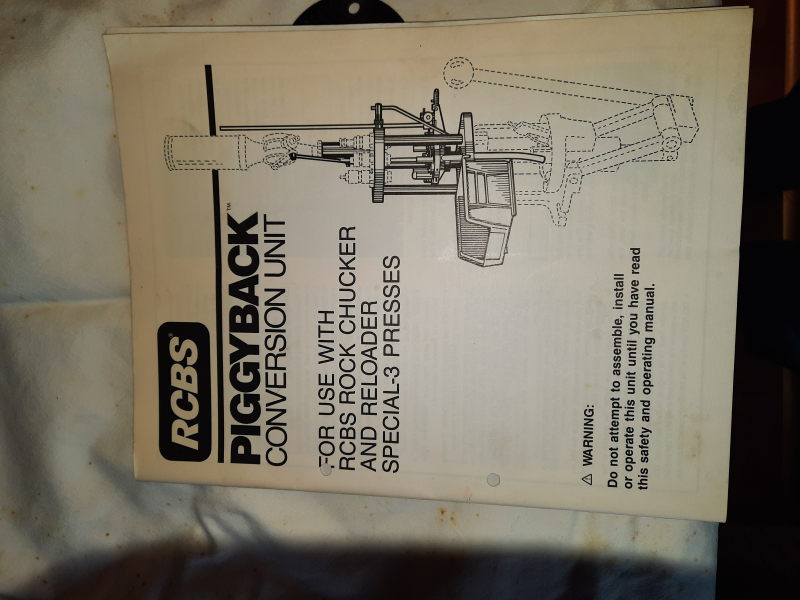 RCBS®
PIGGYBACK™
CONVERSION UNIT
FOR USE WITH
RCBS ROCK CHUCKER
AND RELOADER
SPECIAL-3 PRESSES
⚠ WARNING:
Do not attempt to assemble, install
or operate this unit until you have read
this safety and operating manual.